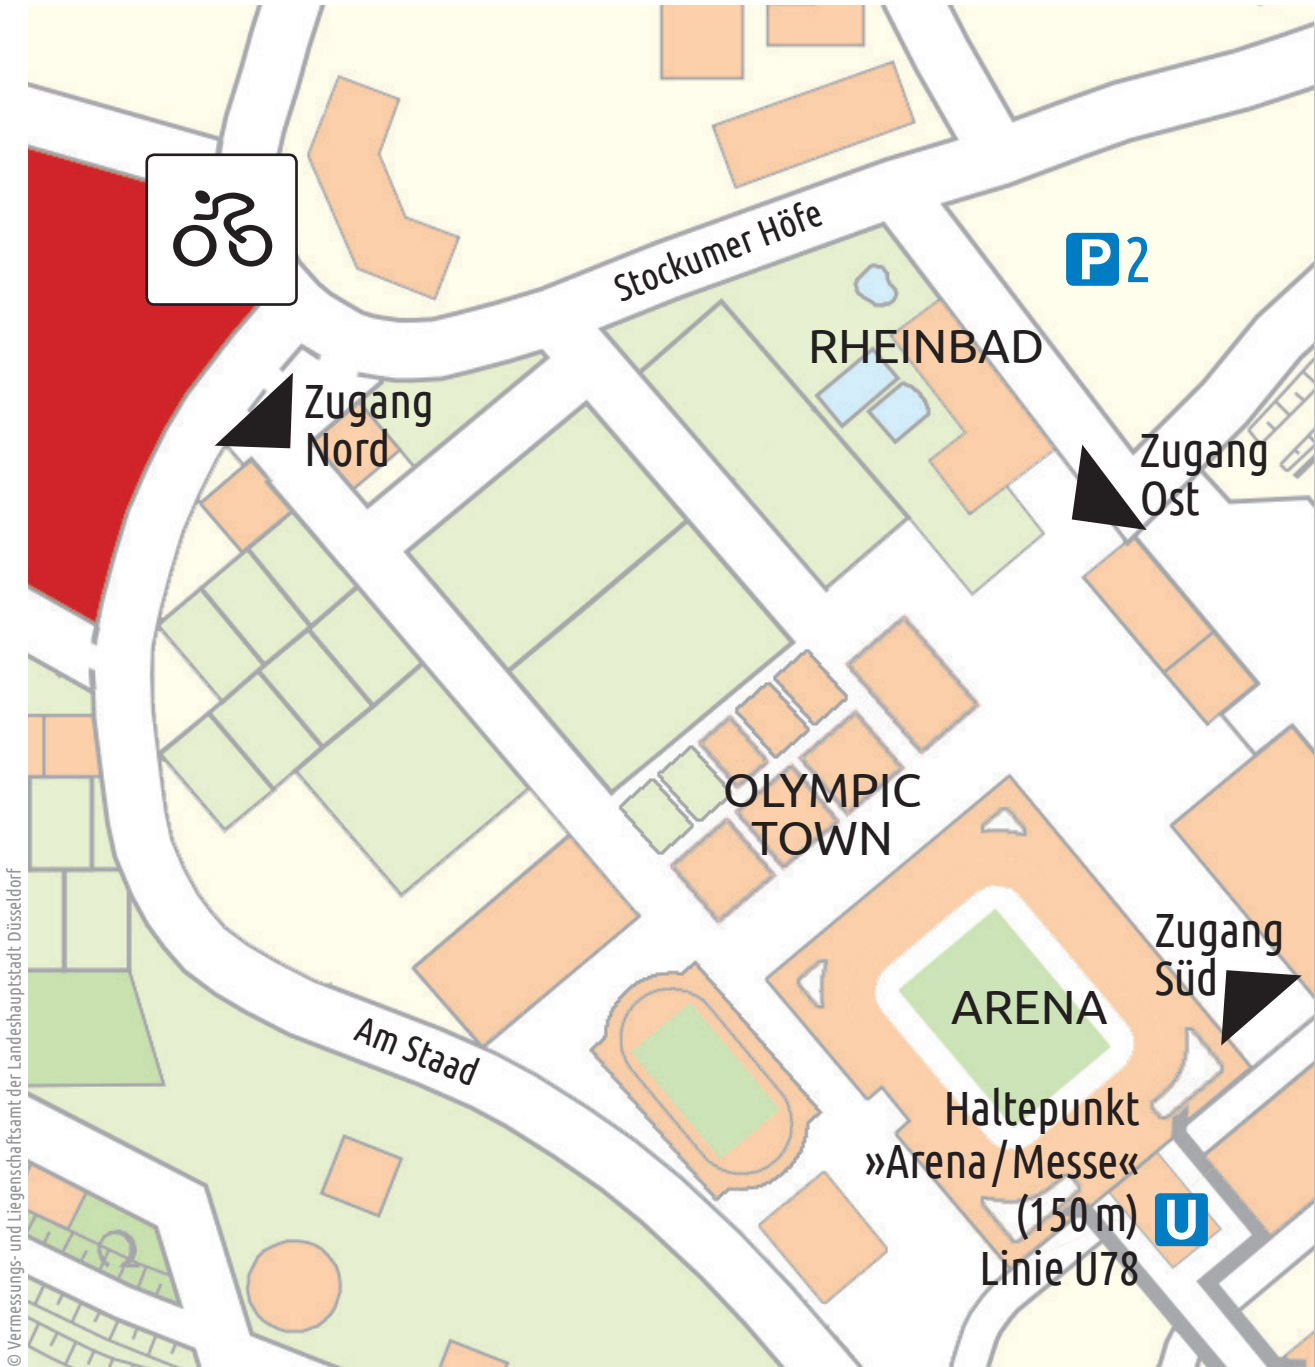 Stockumer Höfe
P 2
RHEINBAD
Zugang
Nord
Zugang
Ost
OLYMPIC
TOWN
Zugang
Süd
ARENA
Am Staad
Haltepunkt
»Arena/Messe«
(150 m)
U
Linie U78
© Vermessungs- und Liegenschaftsamt der Landeshauptstadt Düsseldorf